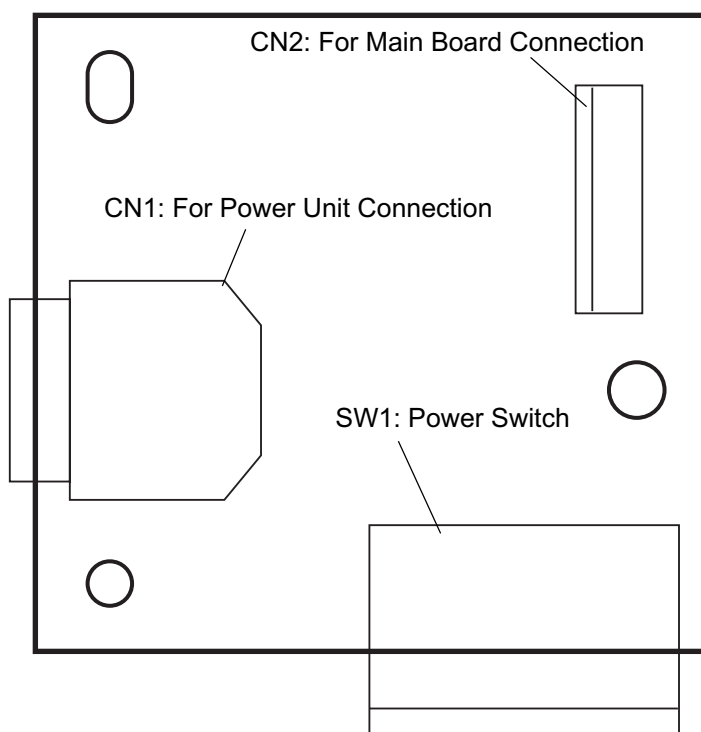 CN2: For Main Board Connection
CN1: For Power Unit Connection
SW1: Power Switch